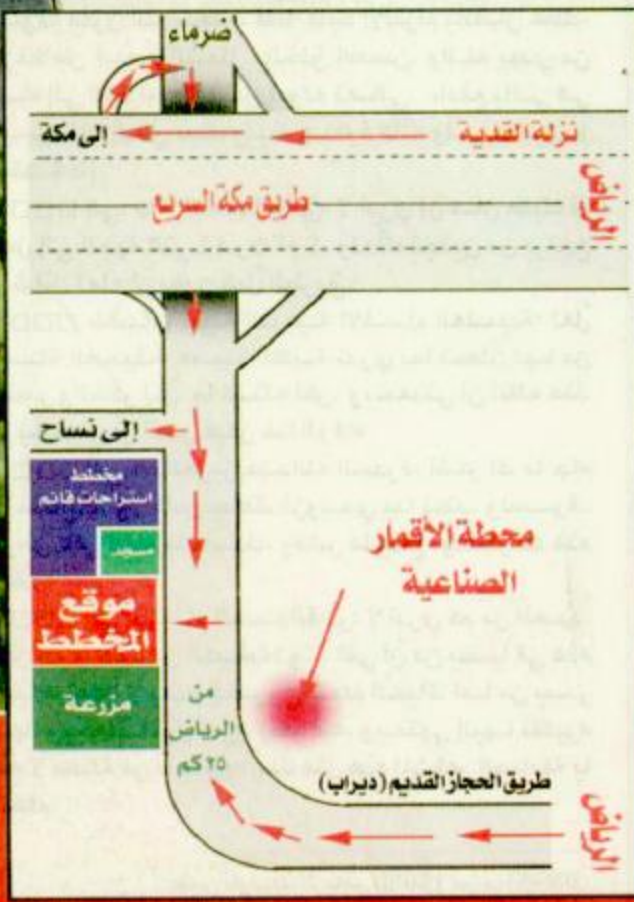 ضرماء
إلى مكة
نزلة القدية
الرياض
طريق مكة السريع
إلى نساح
مخطط
استراحات قائم
مسجد
موقع
المخطط
مزرعة
محطة الأقمار
الصناعية
من
الرياض
٢٥ كم
طريق الحجاز القديم (ديراب)
الرياض